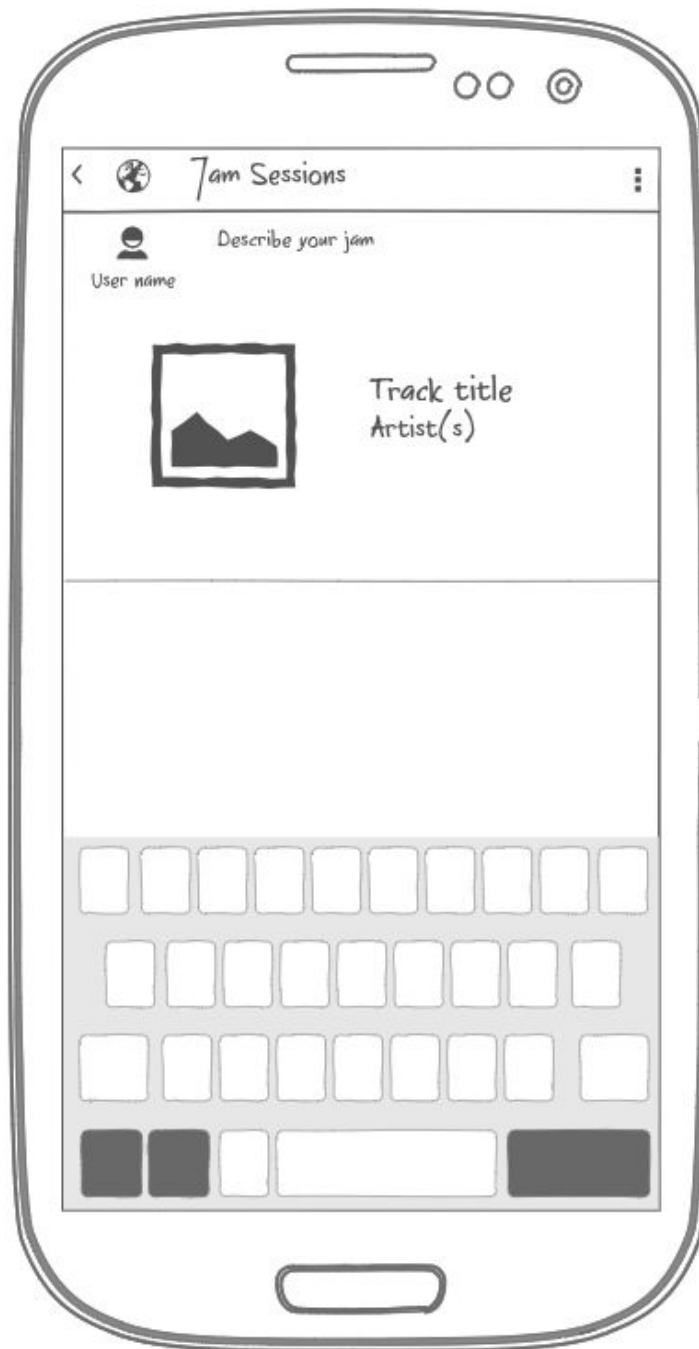 Jam Sessions
Describe your jam
User name
Track title
Artist(s)